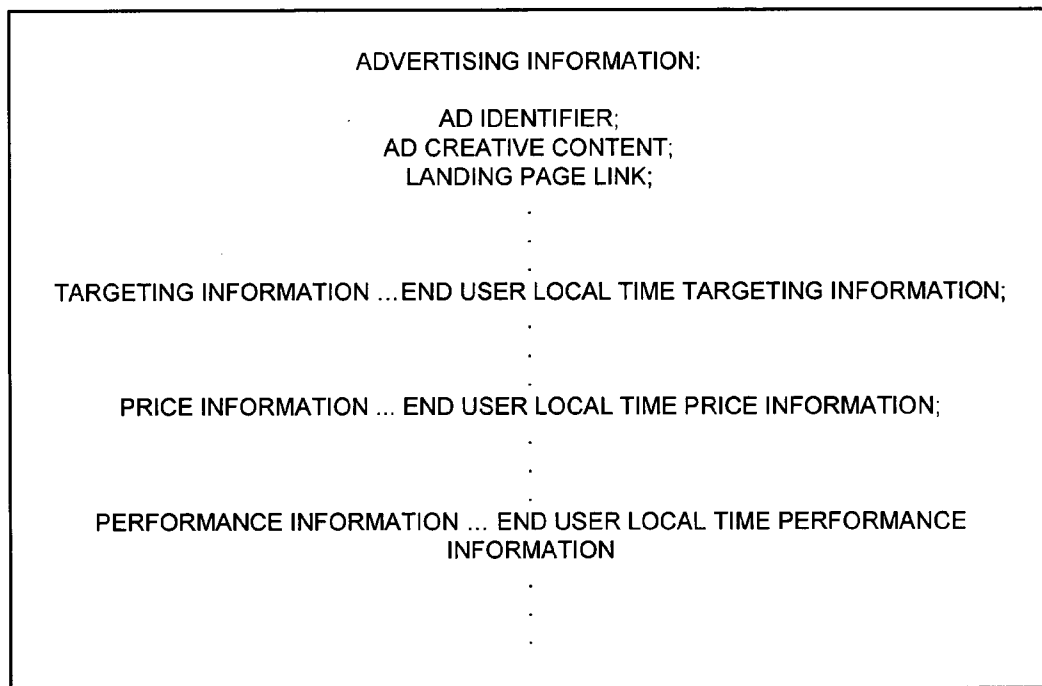 ADVERTISING INFORMATION:
AD IDENTIFIER;
AD CREATIVE CONTENT;
LANDING PAGE LINK;
.
.
.
TARGETING INFORMATION ...END USER LOCAL TIME TARGETING INFORMATION;
.
.
.
PRICE INFORMATION ... END USER LOCAL TIME PRICE INFORMATION;
.
.
.
PERFORMANCE INFORMATION ... END USER LOCAL TIME PERFORMANCE
INFORMATION
.
.
.